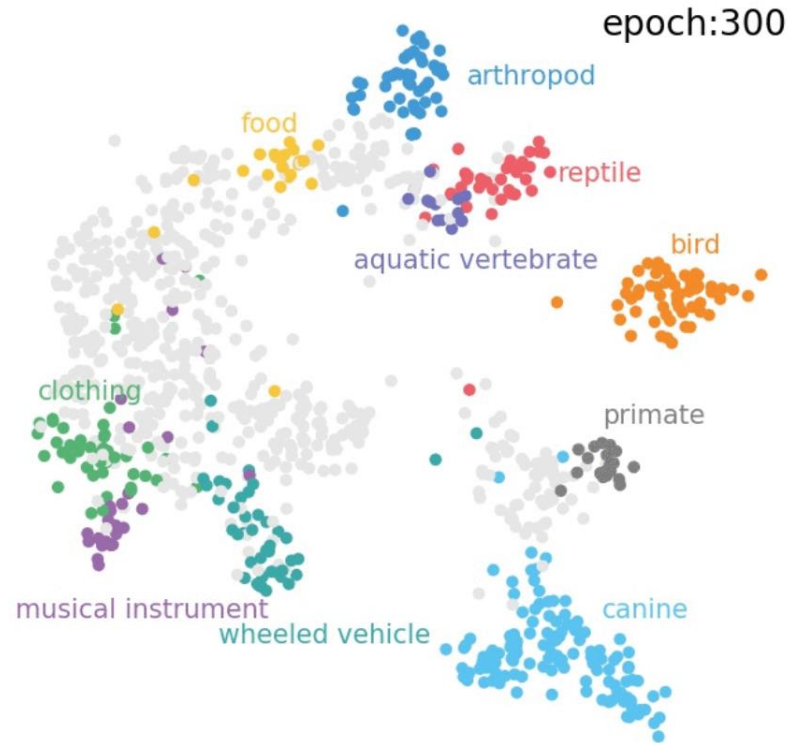 epoch:300
arthropod
food
reptile
bird
aquatic vertebrate
clothing
primate
musical instrument
canine
wheeled vehicle